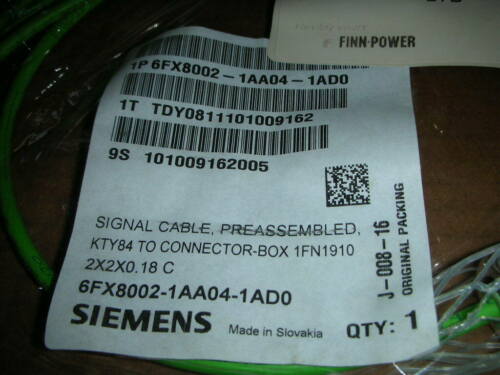 FINN-POWER
1P 6FX8002-1AA04-1AD0
1T TDY0811101009162
9S 101009162005
SIGNAL CABLE, PREASSEMBLED,
KTY84 TO CONNECTOR-BOX 1FN1910
2X2X0.18 C
6FX8002-1AA04-1AD0
SIEMENS
Made in Slovakia
QTY: 1
J-008-16
ORIGINAL PACKING